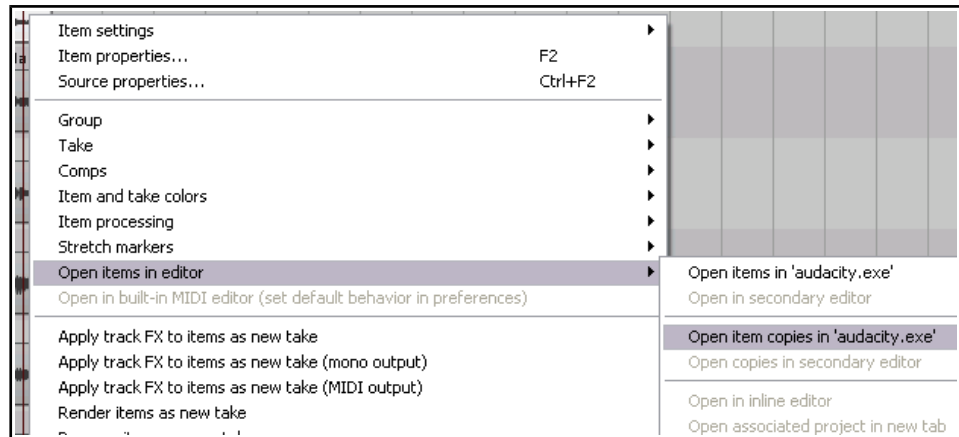 Item settings
Item properties... F2
Source properties... Ctrl+F2
Group
Take
Comps
Item and take colors
Item processing
Stretch markers
Open items in editor
Open in built-in MIDI editor (set default behavior in preferences)
Apply track FX to items as new take
Apply track FX to items as new take (mono output)
Apply track FX to items as new take (MIDI output)
Render items as new take
Open items in 'audacity.exe'
Open in secondary editor
Open item copies in 'audacity.exe'
Open copies in secondary editor
Open in inline editor
Open associated project in new tab